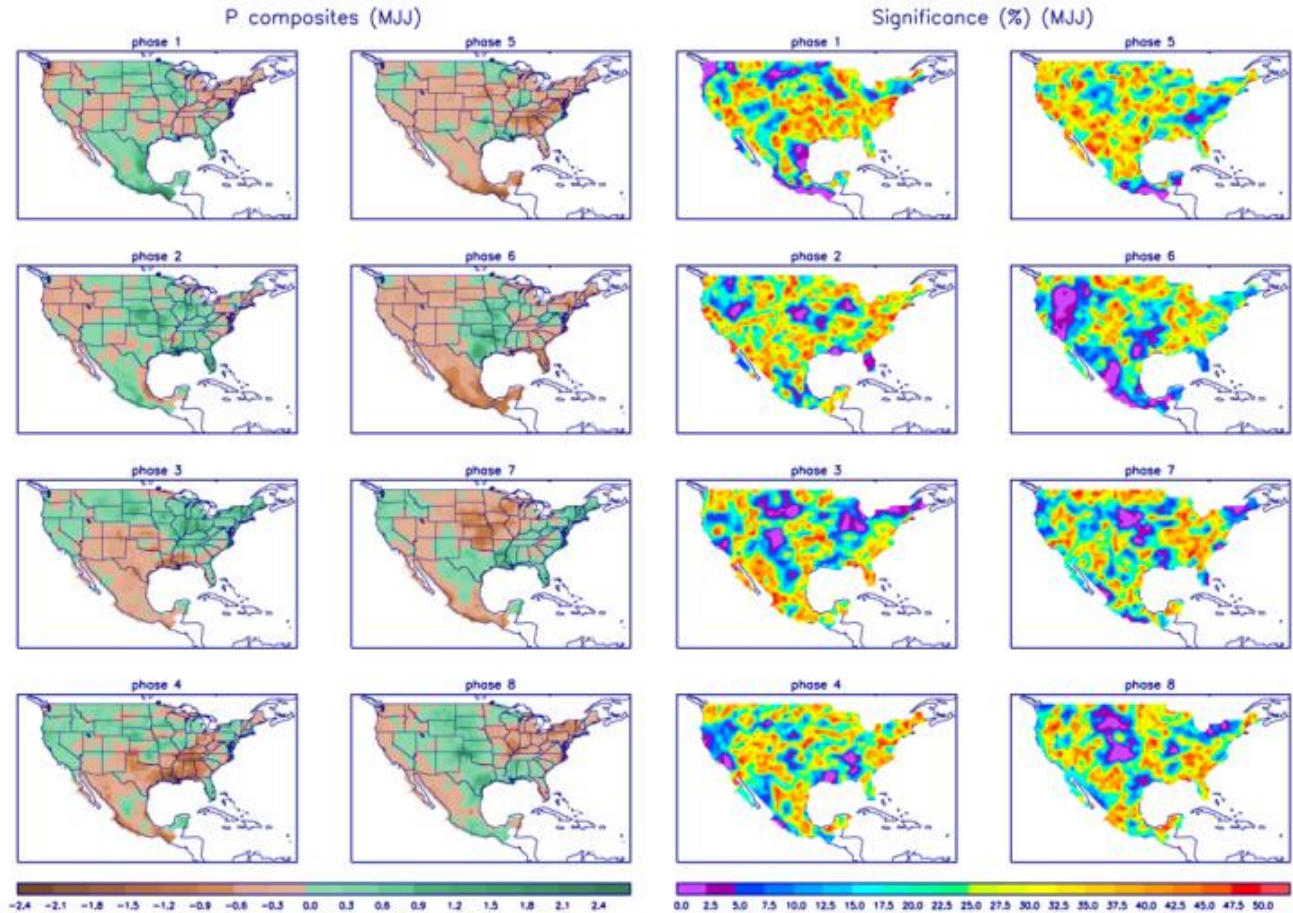 P composites (MJJ) Significance (%) (MJJ)
phase 1 phase 5 phase 1 phase 5
phase 2 phase 6 phase 2 phase 6
phase 3 phase 7 phase 3 phase 7
phase 4 phase 8 phase 4 phase 8
-2.4 -2.1 -1.8 -1.5 -1.2 -0.9 -0.6 -0.3 0.0 0.3 0.6 0.9 1.2 1.5 1.8 2.1 2.4 0.0 2.5 5.0 7.5 10.0 12.5 15.0 17.5 20.0 22.5 25.0 27.5 30.0 32.5 35.0 37.5 40.0 42.5 45.0 47.5 50.0